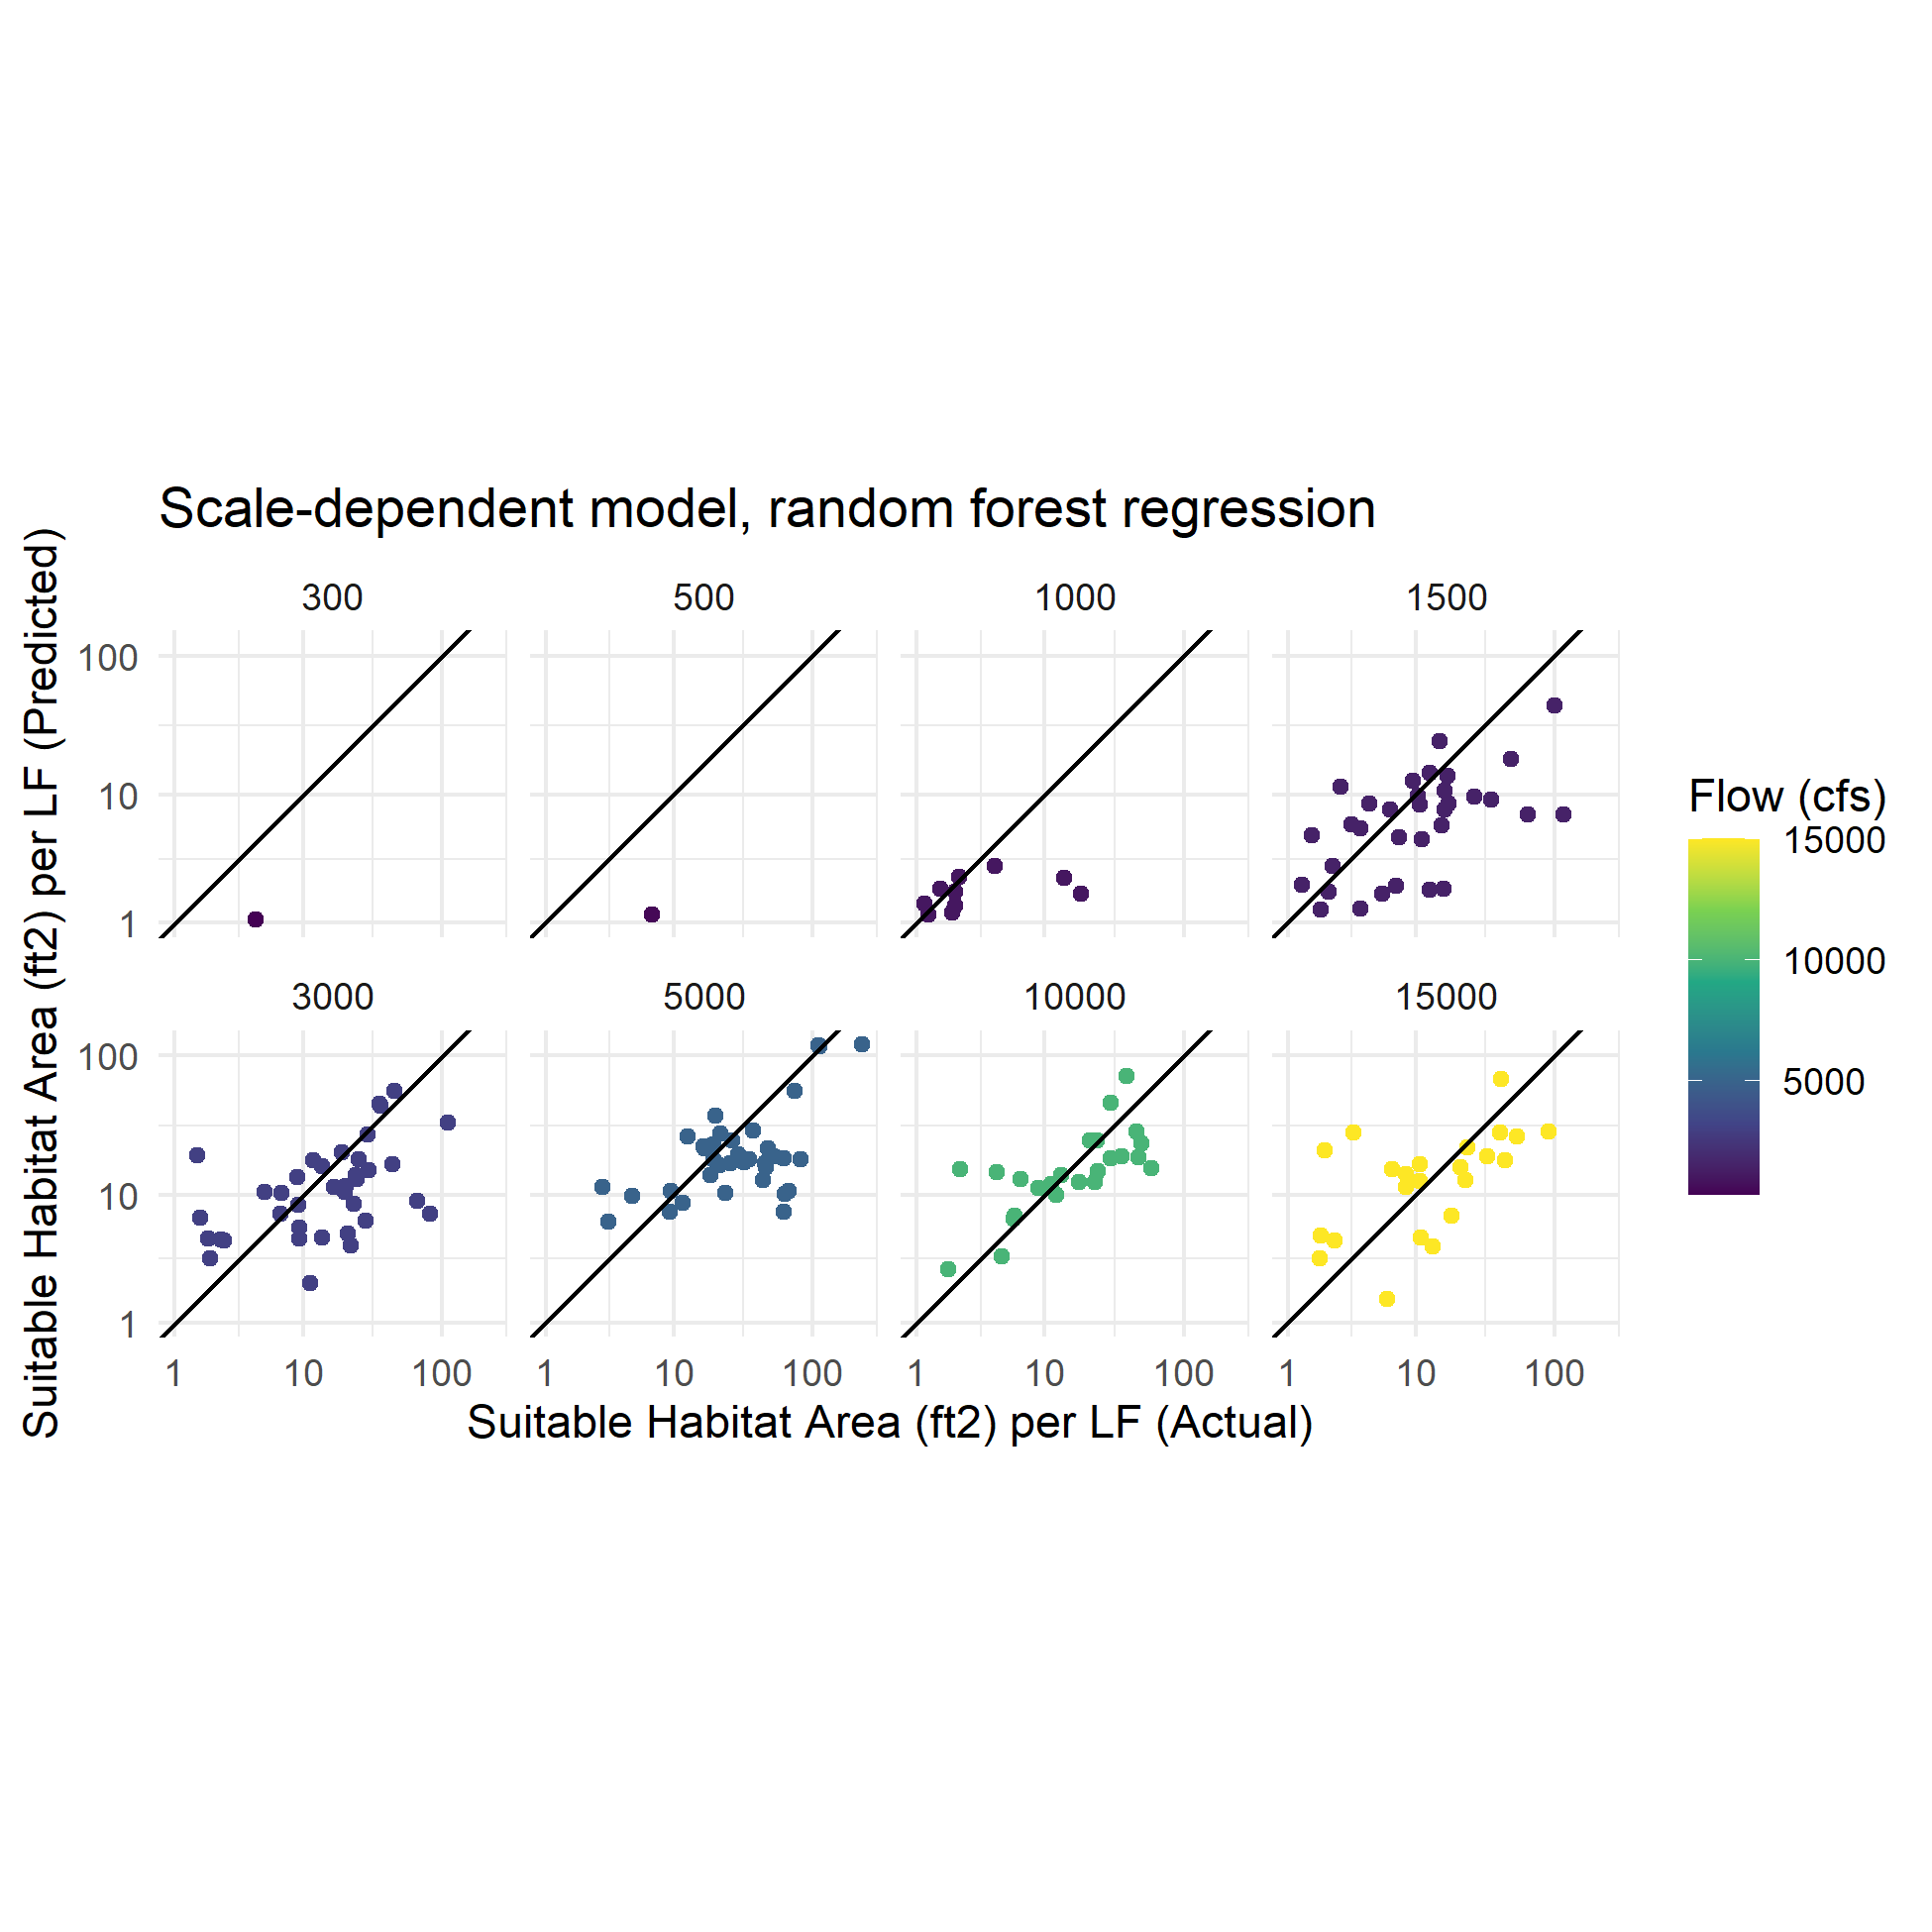 Scale-dependent model, random forest regression
Suitable Habitat Area (ft2) per LF (Predicted)
300
500
1000
1500
100
10
1
3000
5000
10000
15000
100
10
1
1 10 100
1 10 100
1 10 100
1 10 100
Suitable Habitat Area (ft2) per LF (Actual)
Flow (cfs)
15000
10000
5000